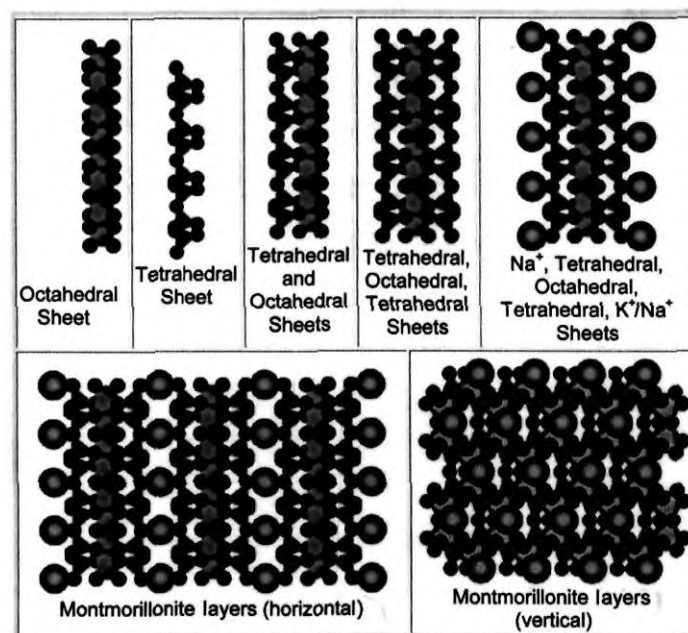 Octahedral
Sheet
Tetrahedral
Sheet
Tetrahedral
and
Octahedral
Sheets
Tetrahedral,
Octahedral,
Tetrahedral
Sheets
Na⁺, Tetrahedral,
Octahedral,
Tetrahedral, K⁺/Na⁺
Sheets
Montmorillonite layers (horizontal)
Montmorillonite layers
(vertical)